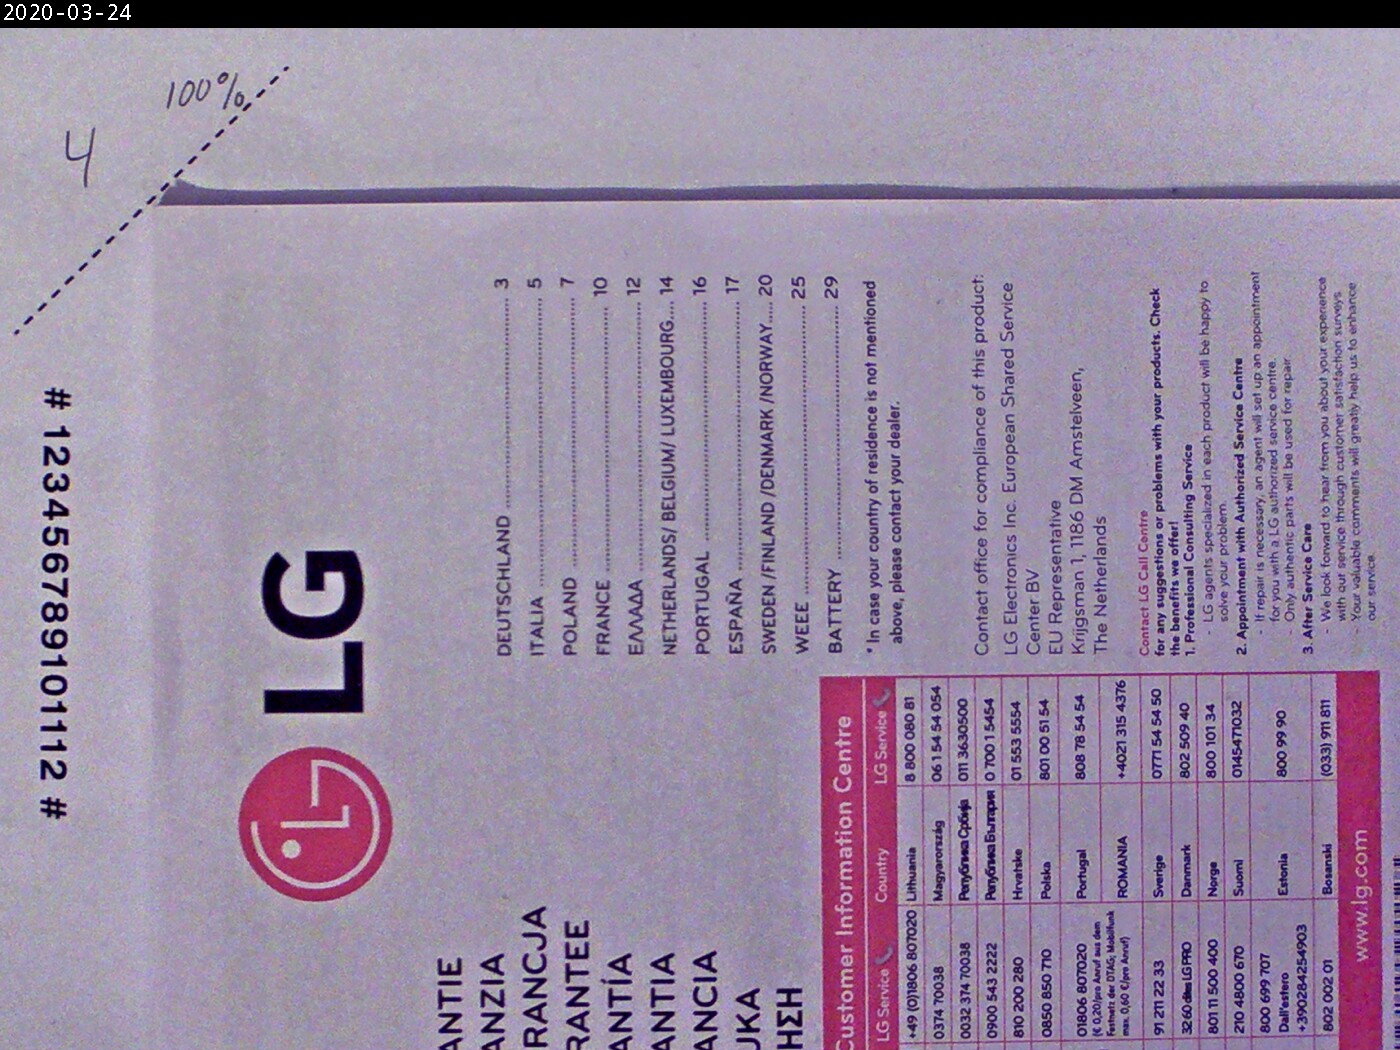 2020-03-24
100%
4
# 123456789101112 #
LG
DEUTSCHLAND 3
ITALIA 5
POLAND 7
FRANCE 10
ΕΛΛΑΔΑ 12
NETHERLANDS/ BELGIUM/ LUXEMBOURG 14
PORTUGAL 16
ESPAÑA 17
SWEDEN /FINLAND /DENMARK /NORWAY 20
WEEE 25
BATTERY 29
* In case your country of residence is not mentioned
above, please contact your dealer.
Contact office for compliance of this product:
LG Electronics Inc. European Shared Service
Center BV
EU Representative
Krijgsman 1, 1186 DM Amstelveen,
The Netherlands
Contact LG Call Centre
for any suggestions or problems with your products. Check
the benefits we offer!
1. Professional Consulting Service
- LG agents specialized in each product will be happy to
solve your problem.
2. Appointment with Authorized Service Centre
- If repair is necessary, an agent will set up an appointment
for you with a LG authorized service centre.
- Only authentic parts will be used for repair
3. After Service Care
- We look forward to hear from you about your experience
with our service through customer satisfaction surveys.
- Your valuable comments will greatly help us to enhance
our service.
ANTIE
ANZIA
RANCJA
RANTEE
ANTÍA
ANTIA
ANCIA
UKA
ΗΣΗ
Customer Information Centre
LG Service Country LG Service
+49 (0)1806 807020 Lithuania 8 800 080 81
0374 70038 Magyarország 06 1 54 54 054
0032 374 70038 Република Србија 011 3630500
0900 543 2222 Република България 0 700 1 5454
810 200 280 Hrvatske 01 553 5554
0850 850 710 Polska 801 00 51 54
01806 807020 Portugal 808 78 54 54
(€ 0,20/pro Anruf aus dem
Festnetz der DTAG; Mobilfunk
max. 0,60 €/pro Anruf)
ROMANIA +4021 315 4376
91 211 22 33 Sverige 0771 54 54 50
3260 dites LG PRO Danmark 802 509 40
801 11 500 400 Norge 800 101 34
210 4800 670 Suomi 0145471032
800 699 707 Estonia 800 99 90
Dall'estero
+390284254903
802 002 01 Bosanski (033) 911 811
www.lg.com